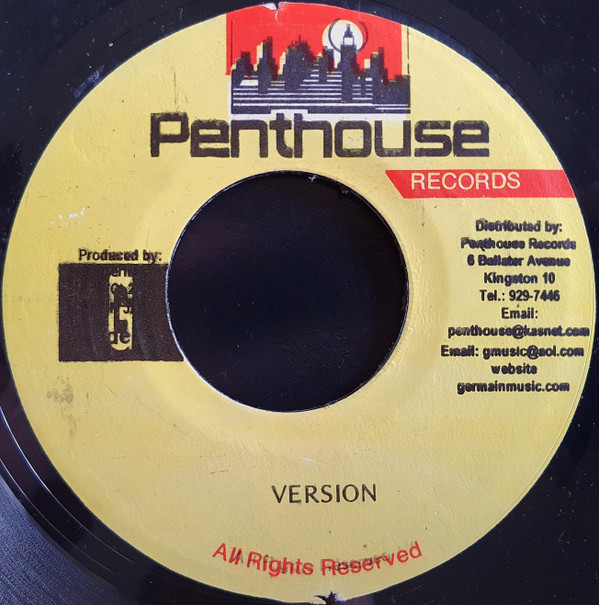 Penthouse
RECORDS
Produced by:
Distributed by:
Penthouse Records
6 Ballater Avenue
Kingston 10
Tel.: 929-7446
Email:
penthouse@kasnet.com
Email: gmusic@aol.com
website
germainmusic.com
VERSION
All Rights Reserved